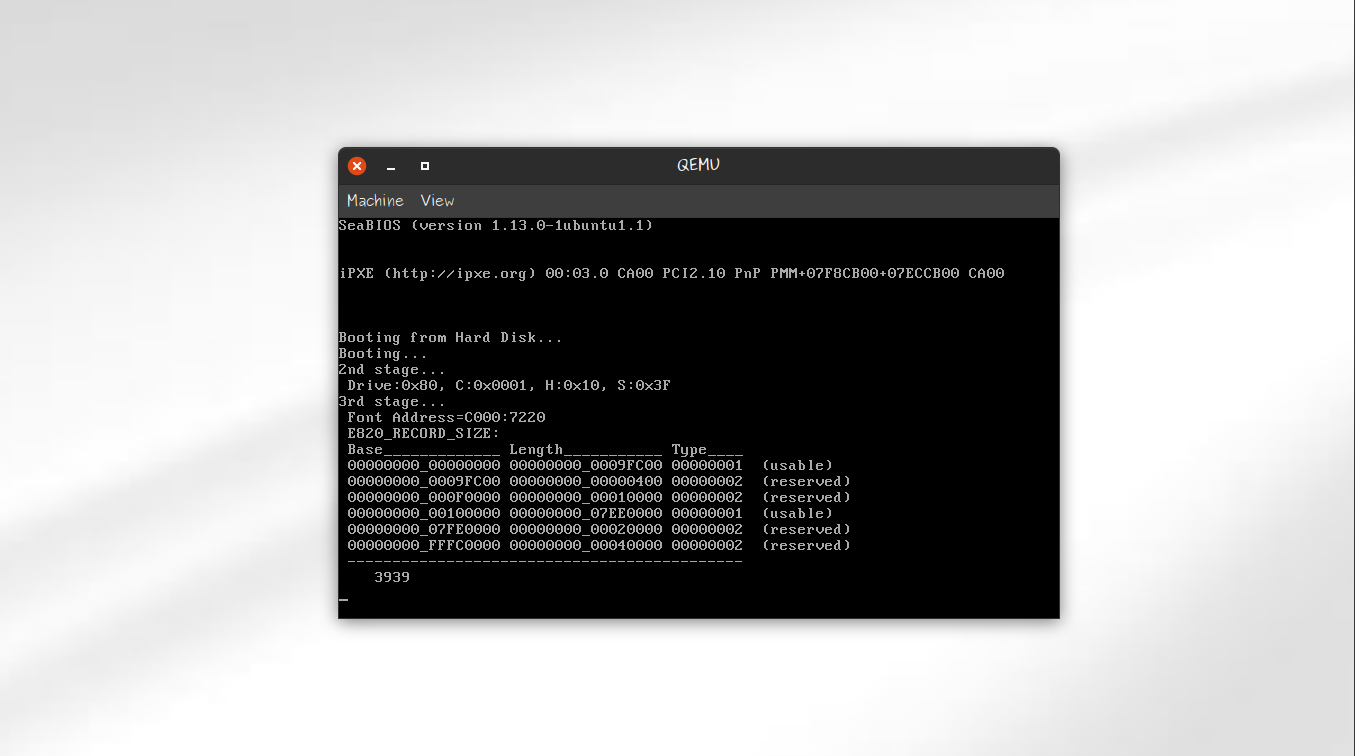 QEMU
Machine View
SeaBIOS (version 1.13.0-1ubuntu1.1)
iPXE (http://ipxe.org) 00:03.0 CA00 PCI2.10 PnP PMM+07F8CB00+07ECCB00 CA00
Booting from Hard Disk...
Booting...
2nd stage...
Drive:0x80, C:0x0001, H:0x10, S:0x3F
3rd stage...
Font Address=C000:7220
E820_RECORD_SIZE:
Base_____________ Length___________ Type____
00000000_00000000 00000000_0009FC00 00000001  (usable)
00000000_0009FC00 00000000_00000400 00000002  (reserved)
00000000_000F0000 00000000_00010000 00000002  (reserved)
00000000_00100000 00000000_07EE0000 00000001  (usable)
00000000_07FE0000 00000000_00020000 00000002  (reserved)
00000000_FFFC0000 00000000_00040000 00000002  (reserved)
--------------------------------------------
3939
_